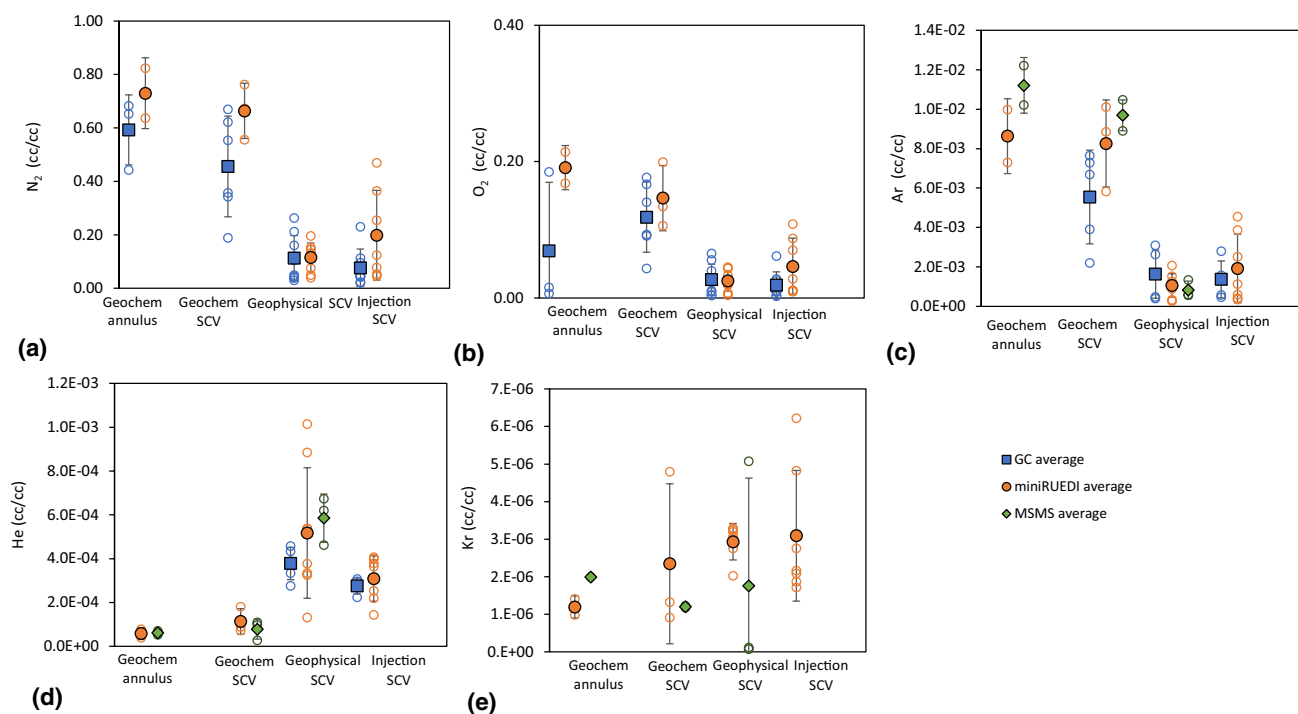 N2 (cc/cc)
1.00
0.80
0.60
0.40
0.20
0.00
Geochem annulus
Geochem SCV
Geophysical SCV
Injection SCV
(a)
O2 (cc/cc)
0.40
0.20
0.00
Geochem annulus
Geochem SCV
Geophysical SCV
Injection SCV
(b)
Ar (cc/cc)
1.4E-02
1.2E-02
1.0E-02
8.0E-03
6.0E-03
4.0E-03
2.0E-03
0.0E+00
Geochem annulus
Geochem SCV
Geophysical SCV
Injection SCV
(c)
He (cc/cc)
1.2E-03
1.0E-03
8.0E-04
6.0E-04
4.0E-04
2.0E-04
0.0E+00
Geochem annulus
Geochem SCV
Geophysical SCV
Injection SCV
(d)
Kr (cc/cc)
7.E-06
6.E-06
5.E-06
4.E-06
3.E-06
2.E-06
1.E-06
0.E+00
Geochem annulus
Geochem SCV
Geophysical SCV
Injection SCV
(e)
GC average
miniRUEDI average
MSMS average